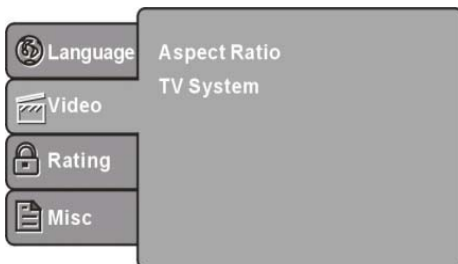 Language
Video
Rating
Misc
Aspect Ratio
TV System